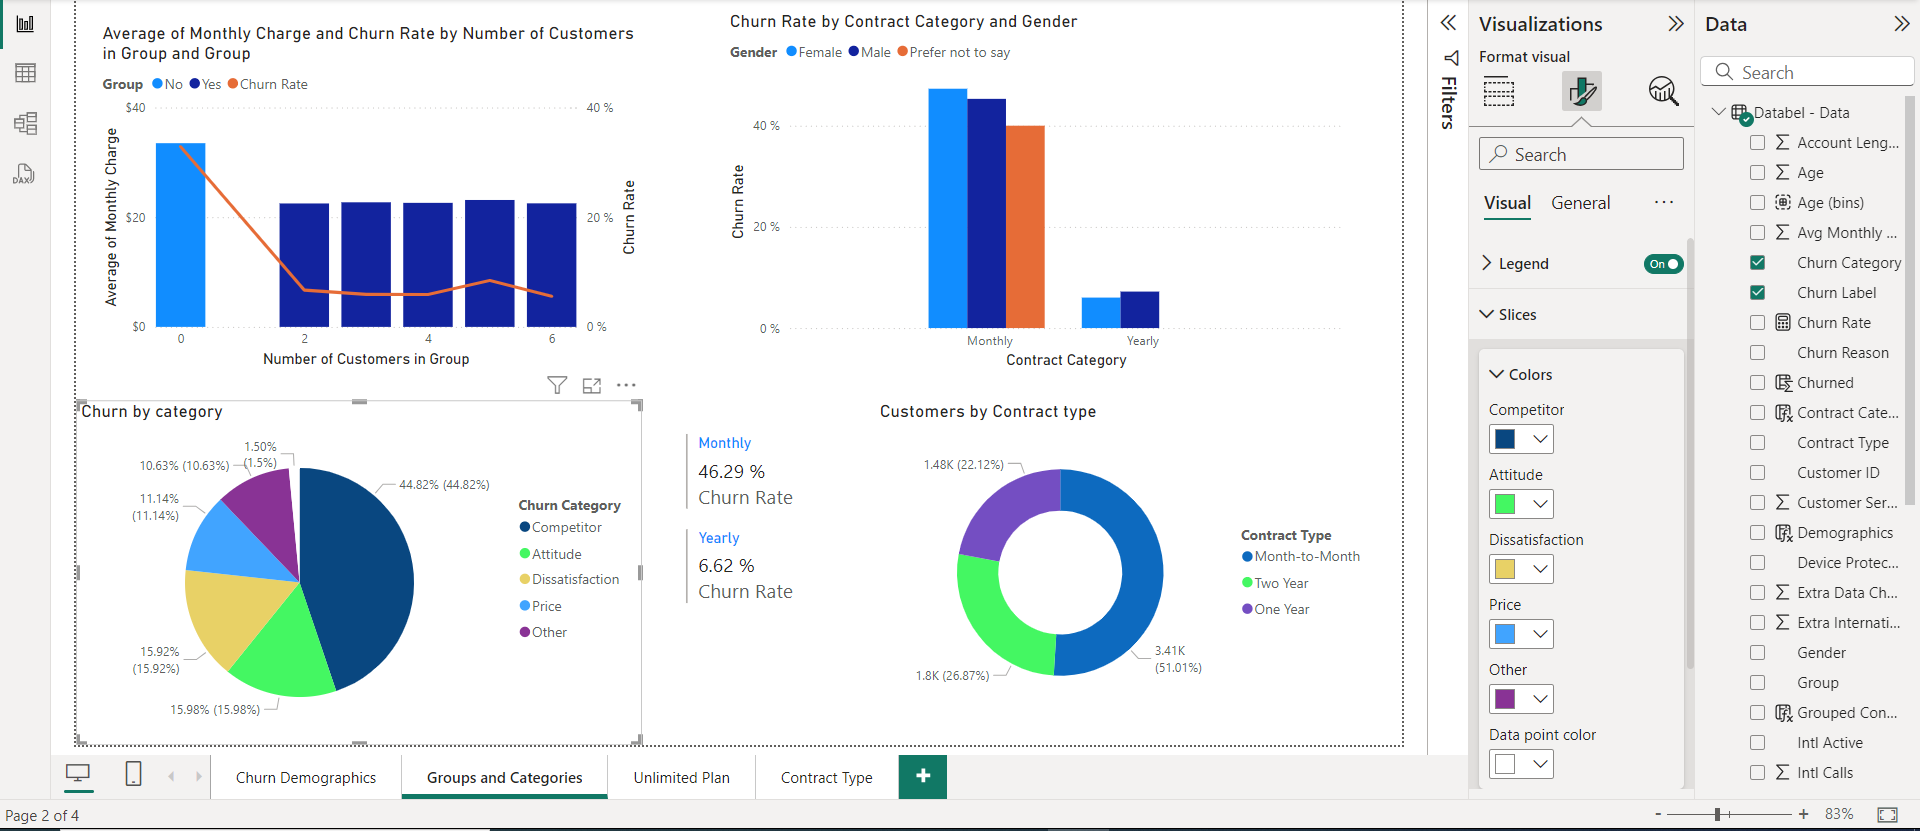 Average of Monthly Charge and Churn Rate by Number of Customers
in Group and Group
Group No Yes Churn Rate
$40
$20
$0
Average of Monthly Charge
40 %
20 %
0 %
Churn Rate
0 2 4 6
Number of Customers in Group
Churn Rate by Contract Category and Gender
Gender Female Male Prefer not to say
40 %
20 %
0 %
Churn Rate
Monthly Yearly
Contract Category
Churn by category
1.50%
(1.5%)
10.63% (10.63%)
11.14%
(11.14%)
15.92%
(15.92%)
15.98% (15.98%)
44.82% (44.82%)
Churn Category
Competitor
Attitude
Dissatisfaction
Price
Other
Monthly
46.29 %
Churn Rate
Yearly
6.62 %
Churn Rate
Customers by Contract type
1.48K (22.12%)
1.8K (26.87%)
3.41K
(51.01%)
Contract Type
Month-to-Month
Two Year
One Year
Filters
Visualizations
Format visual
Search
Visual General ...
Legend On
Slices
Colors
Competitor
Attitude
Dissatisfaction
Price
Other
Data point color
Data
Search
Databel - Data
Account Leng...
Age
Age (bins)
Avg Monthly ...
Churn Category
Churn Label
Churn Rate
Churn Reason
Churned
Contract Cate...
Contract Type
Customer ID
Customer Ser...
Demographics
Device Protec...
Extra Data Ch...
Extra Internati...
Gender
Group
Grouped Con...
Intl Active
Intl Calls
DAX
Churn Demographics Groups and Categories Unlimited Plan Contract Type +
Page 2 of 4
- + 83%